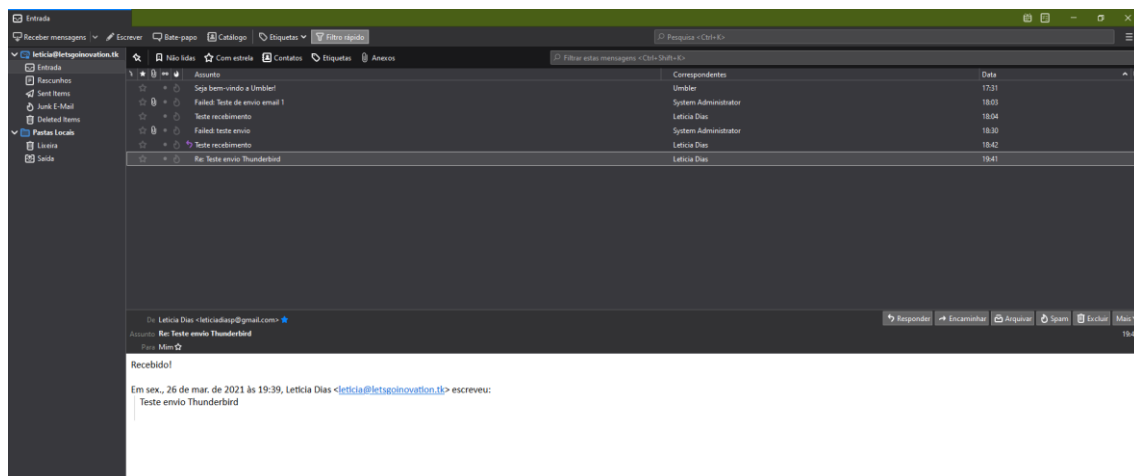 Entrada
Receber mensagens Escrever Bate-papo Catálogo Etiquetas Filtro rápido Pesquisa <Ctrl+K>
leticia@letsgoinovation.tk
Entrada
Rascunhos
Sent Items
Junk E-Mail
Deleted Items
Pastas Locais
Lixeira
Saída
Não lidas Com estrela Contatos Etiquetas Anexos Filtrar estas mensagens <Ctrl+Shift+K>
Assunto Correspondentes Data
Seja bem-vindo a Umbler! Umbler 17:31
Failed: Teste de envio email 1 System Administrator 18:03
Teste recebimento Leticia Dias 18:04
Failed: teste envio System Administrator 18:30
Teste recebimento Leticia Dias 18:42
Re: Teste envio Thunderbird Leticia Dias 19:41
De Leticia Dias <leticiadiasp@gmail.com> Responder Encaminhar Arquivar Spam Excluir Mais
Assunto Re: Teste envio Thunderbird
Para Mim
Recebido!
Em sex., 26 de mar. de 2021 às 19:39, Leticia Dias <leticia@letsgoinovation.tk> escreveu:
Teste envio Thunderbird